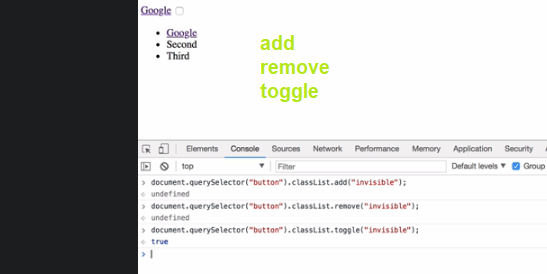 Google
Google
Second
Third
add
remove
toggle
Elements Console Sources Network Performance Memory Application Security
top Filter Default levels ▼ Group
document.querySelector("button").classList.add("invisible");
undefined
document.querySelector("button").classList.remove("invisible");
undefined
document.querySelector("button").classList.toggle("invisible");
true